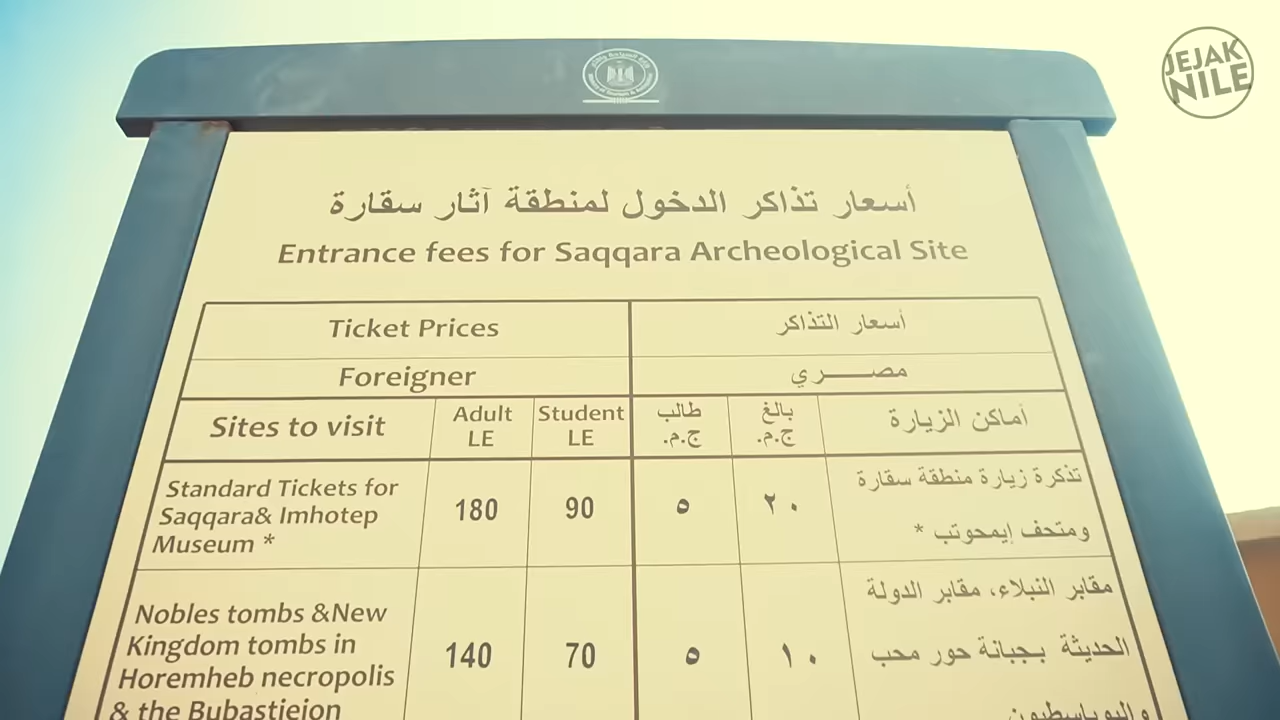 JEJAK
NILE
أسعار تذاكر الدخول لمنطقة آثار سقارة
Entrance fees for Saqqara Archeological Site
Ticket Prices
أسعار التذاكر
Foreigner
مصـــري
Sites to visit
Adult
LE
Student
LE
طالب
ج.م.
بالغ
ج.م.
أماكن الزيارة
Standard Tickets for
Saqqara& Imhotep
Museum *
180
90
٥
٢٠
تذكرة زيارة منطقة سقارة
ومتحف إيمحوتب *
Nobles tombs &New
Kingdom tombs in
Horemheb necropolis
& the Bubastieion
140
70
٥
١٠
مقابر النبلاء، مقابر الدولة
الحديثة بجبانة حور محب